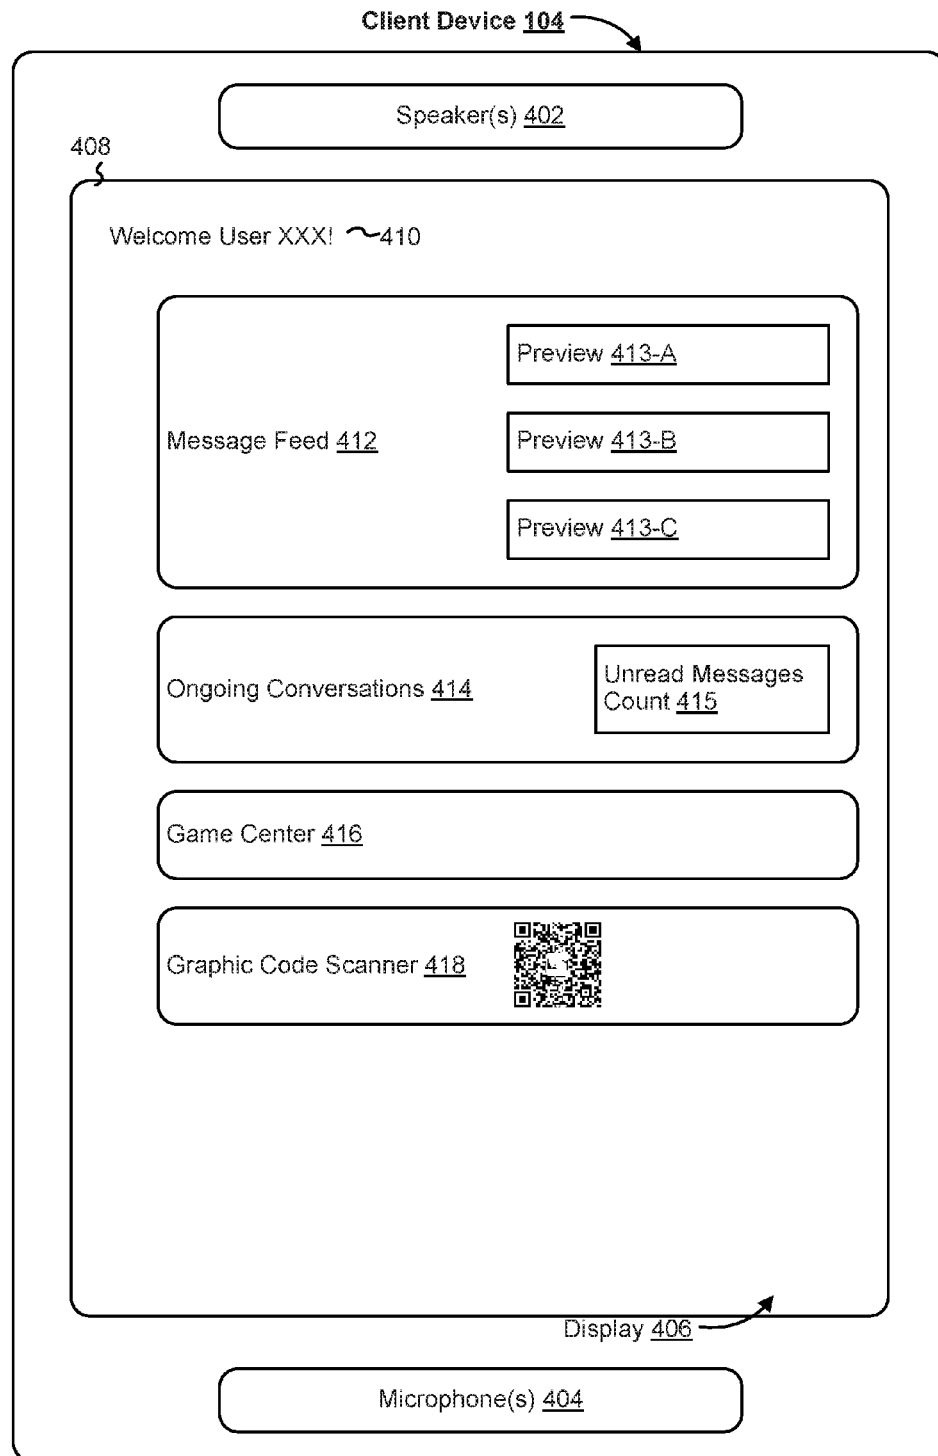 Client Device 104
Speaker(s) 402
408
Welcome User XXX! 410
Preview 413-A
Message Feed 412
Preview 413-B
Preview 413-C
Ongoing Conversations 414
Unread Messages
Count 415
Game Center 416
Graphic Code Scanner 418
Display 406
Microphone(s) 404